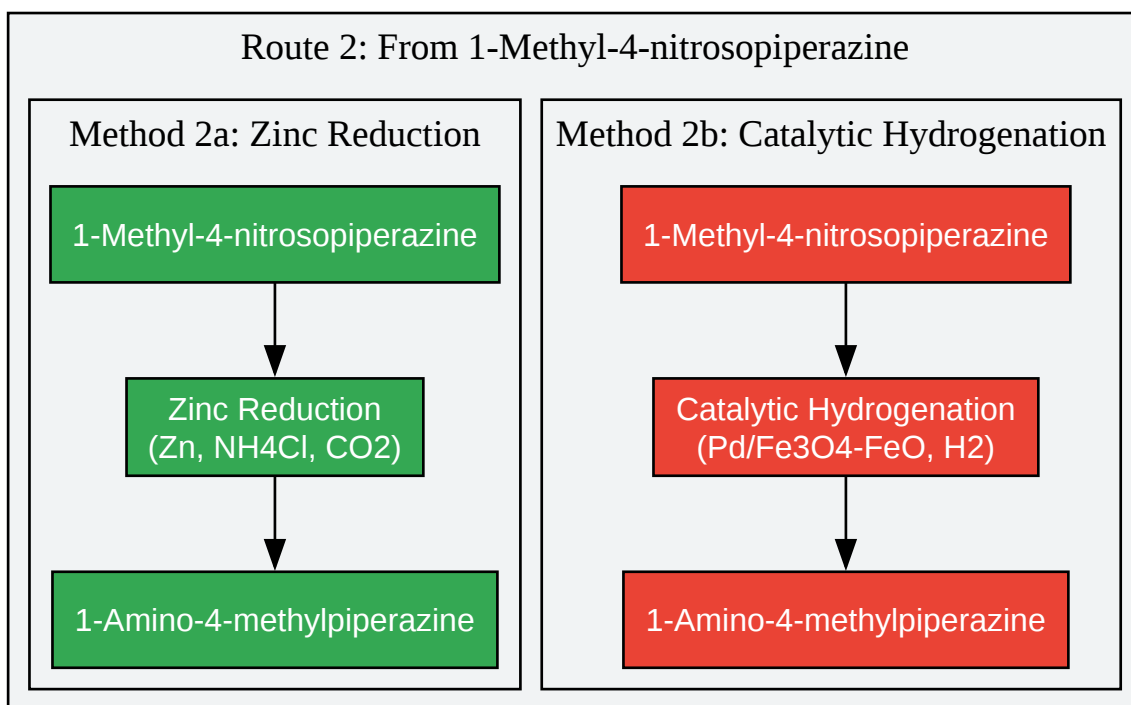 Route 2: From 1-Methyl-4-nitrosopiperazine
Method 2a: Zinc Reduction
1-Methyl-4-nitrosopiperazine
Zinc Reduction
(Zn, NH4Cl, CO2)
1-Amino-4-methylpiperazine
Method 2b: Catalytic Hydrogenation
1-Methyl-4-nitrosopiperazine
Catalytic Hydrogenation
(Pd/Fe3O4-FeO, H2)
1-Amino-4-methylpiperazine